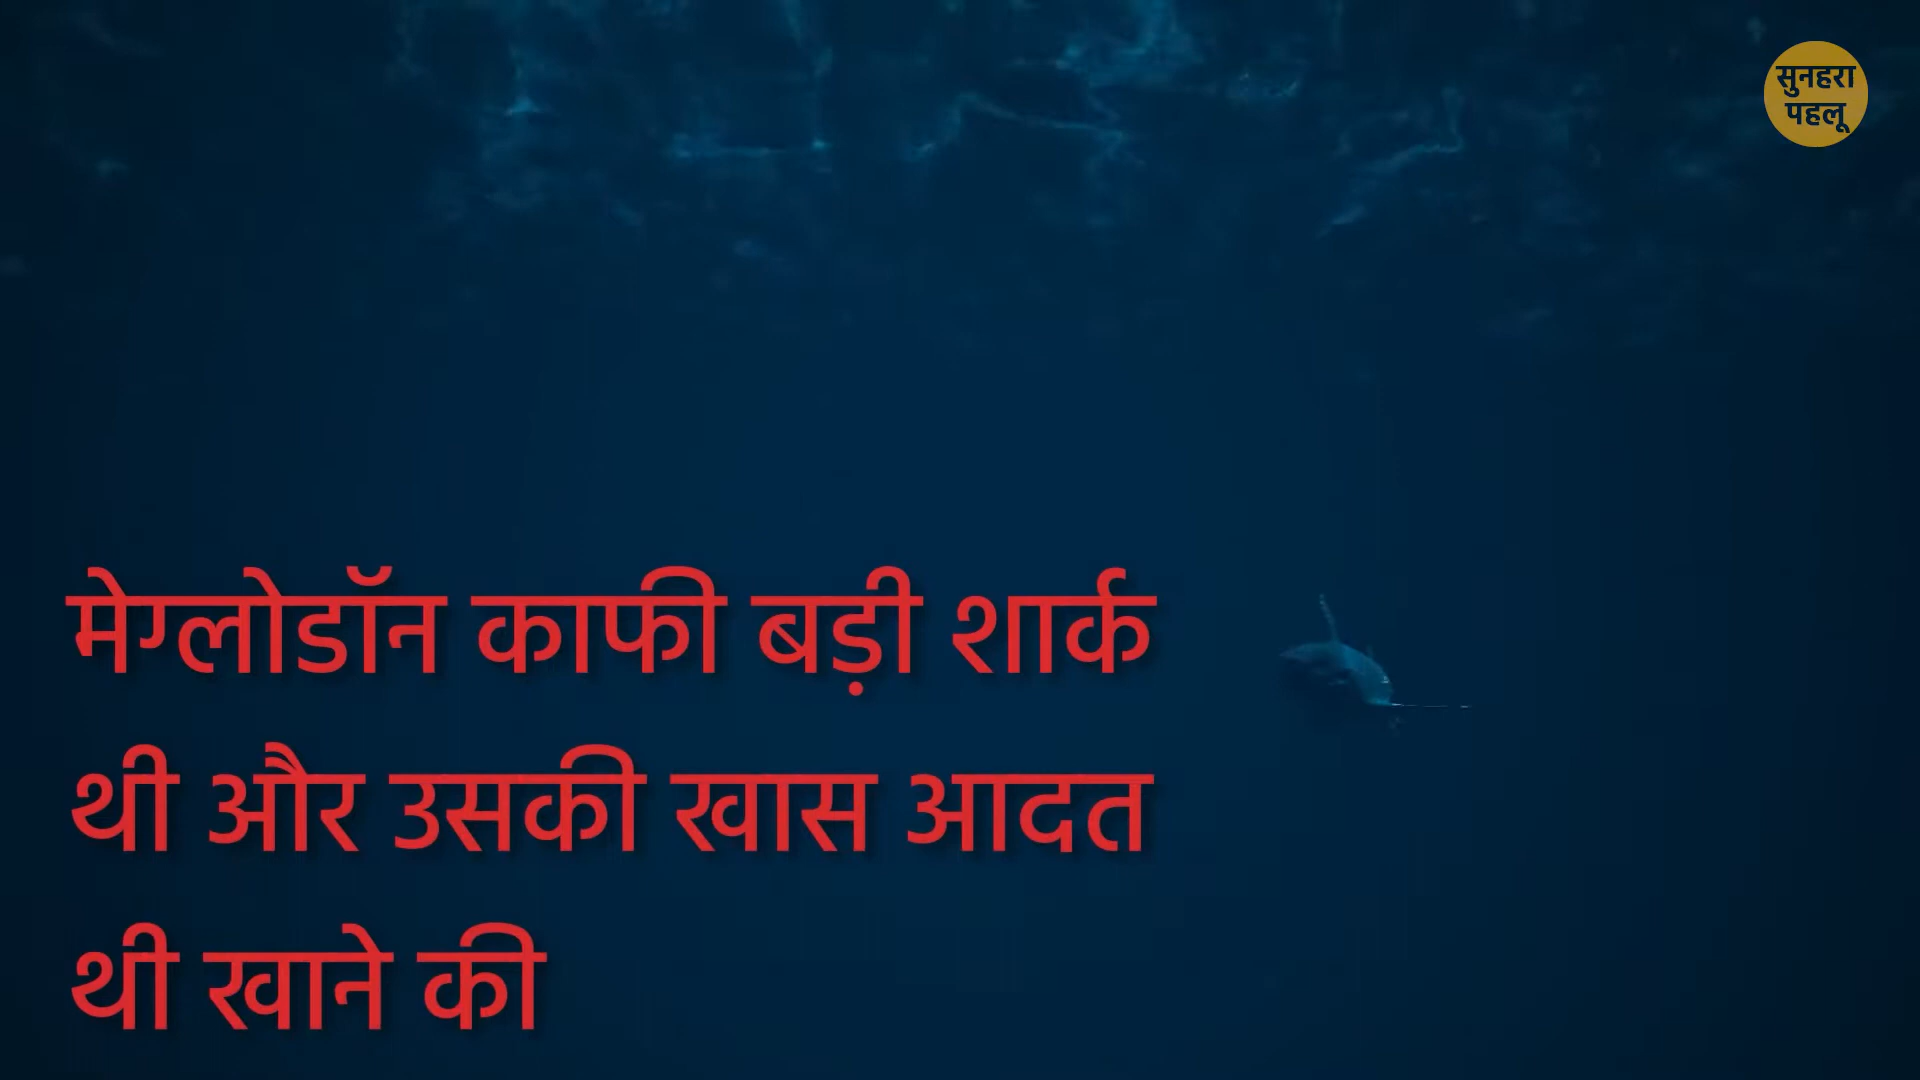 सुनहरा
पहलू
मेग्लोडॉन काफी बड़ी शार्क
थी और उसकी खास आदत
थी खाने की